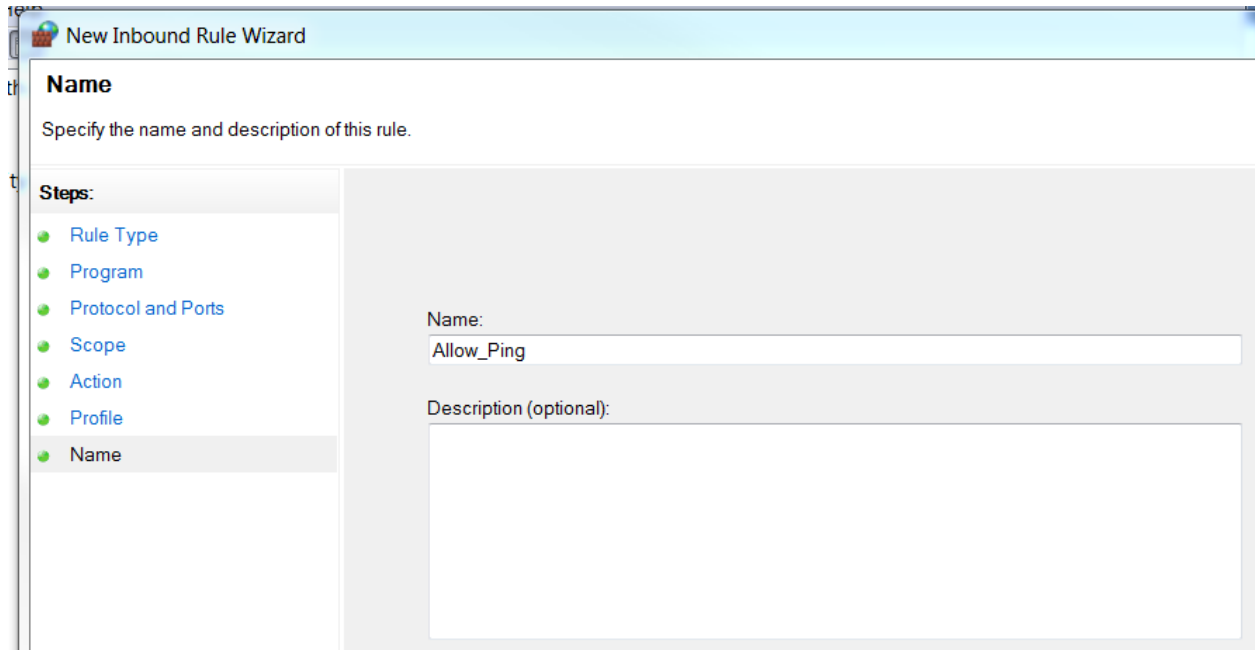 New Inbound Rule Wizard
Name
Specify the name and description of this rule.
Steps:
Rule Type
Program
Protocol and Ports
Scope
Action
Profile
Name
Name:
Allow_Ping
Description (optional):